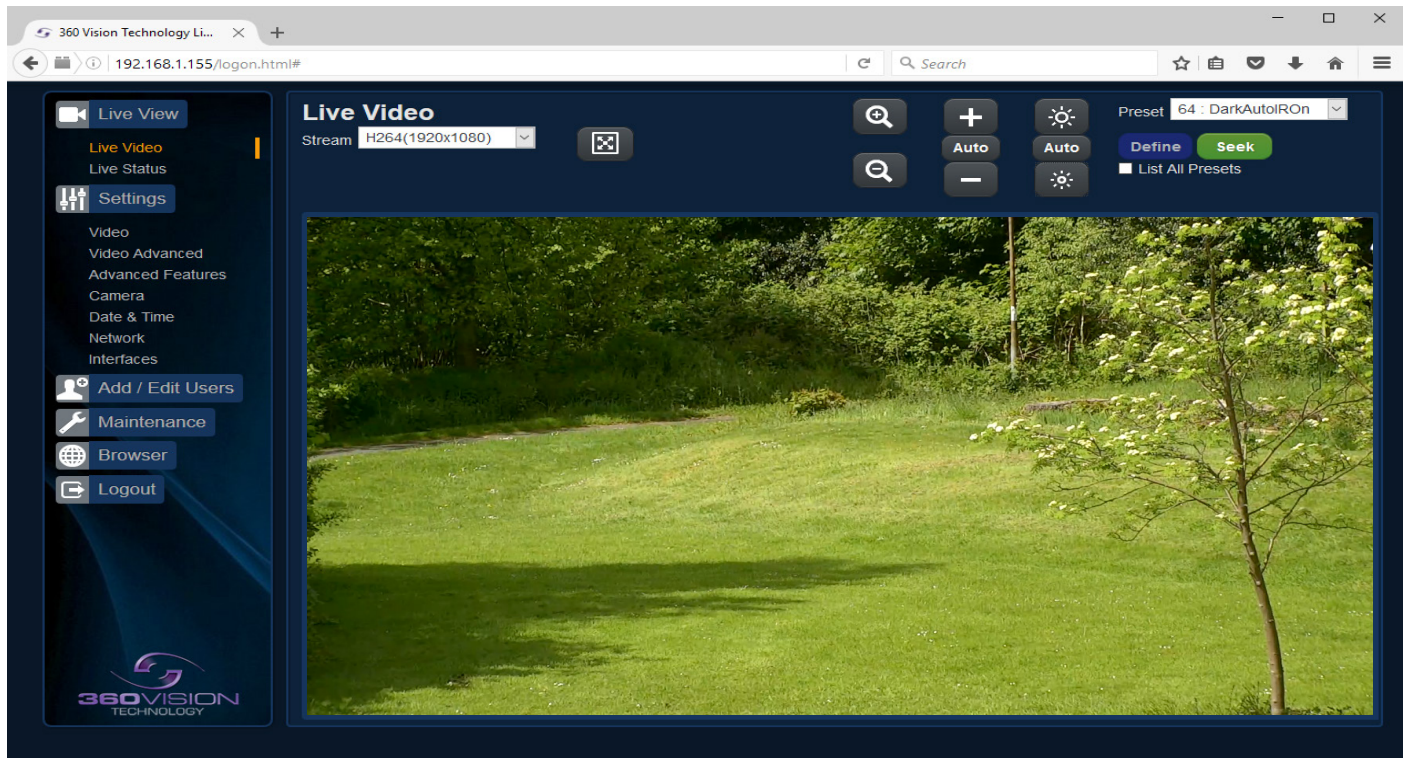 360 Vision Technology Li...
192.168.1.155/logon.html#
Search
Live View
Live Video
Live Status
Settings
Video
Video Advanced
Advanced Features
Camera
Date & Time
Network
Interfaces
Add / Edit Users
Maintenance
Browser
Logout
360VISION
TECHNOLOGY
Live Video
Stream H264(1920x1080)
Auto
Auto
Preset 64 : DarkAutoIROn
Define Seek
List All Presets